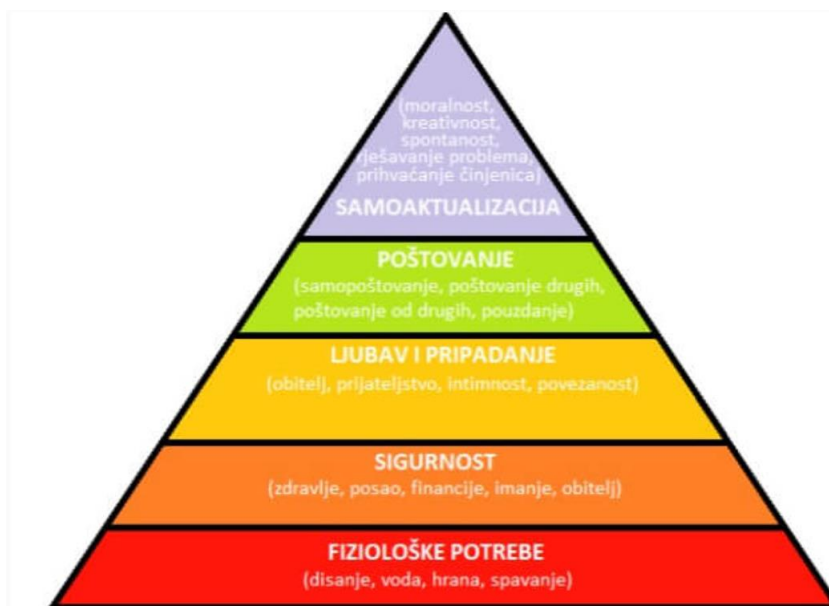 (moralnost,
kreativnost,
spontanost,
rješavanje problema,
prihvaćanje činjenica)
SAMOAKTUALIZACIJA
POŠTOVANJE
(samopoštovanje, poštovanje drugih,
poštovanje od drugih, pouzdanje)
LJUBAV I PRIPADANJE
(obitelj, prijateljstvo, intimnost, povezanost)
SIGURNOST
(zdravlje, posao, financije, imanje, obitelj)
FIZIOLOŠKE POTREBE
(disanje, voda, hrana, spavanje)